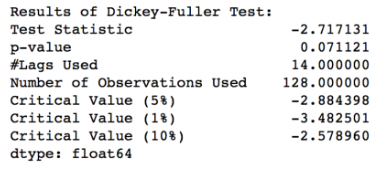 Results of Dickey-Fuller Test:
Test Statistic -2.717131
p-value 0.071121
#Lags Used 14.000000
Number of Observations Used 128.000000
Critical Value (5%) -2.884398
Critical Value (1%) -3.482501
Critical Value (10%) -2.578960
dtype: float64